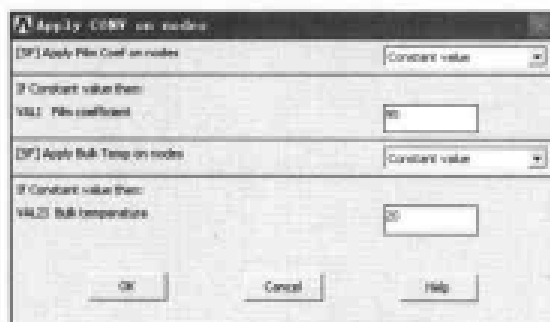 Apply CONV on nodes
[SF] Apply Film Coef on nodes
Constant value
If Constant value then:
VALI Film coefficient
[SF] Apply Bulk Temp on nodes
Constant value
If Constant value then:
VAL2I Bulk temperature
20
OK
Cancel
Help